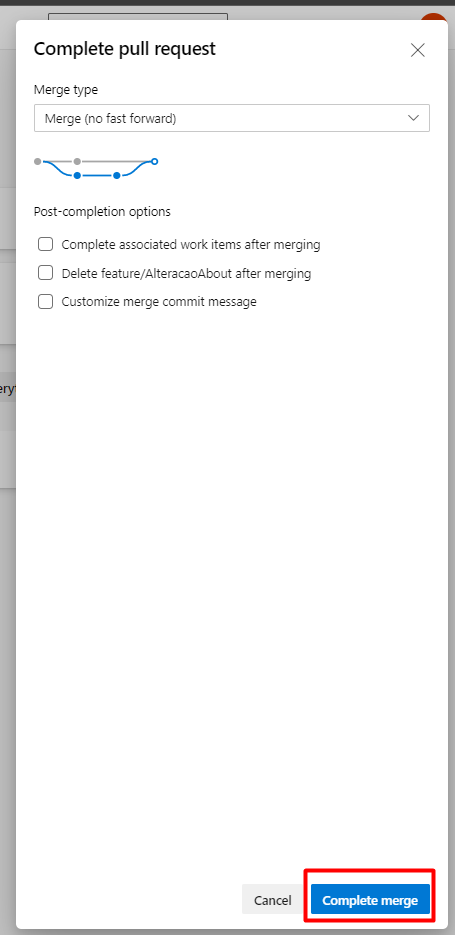 Complete pull request
Merge type
Merge (no fast forward)
Post-completion options
Complete associated work items after merging
Delete feature/AlteracaoAbout after merging
Customize merge commit message
Cancel
Complete merge